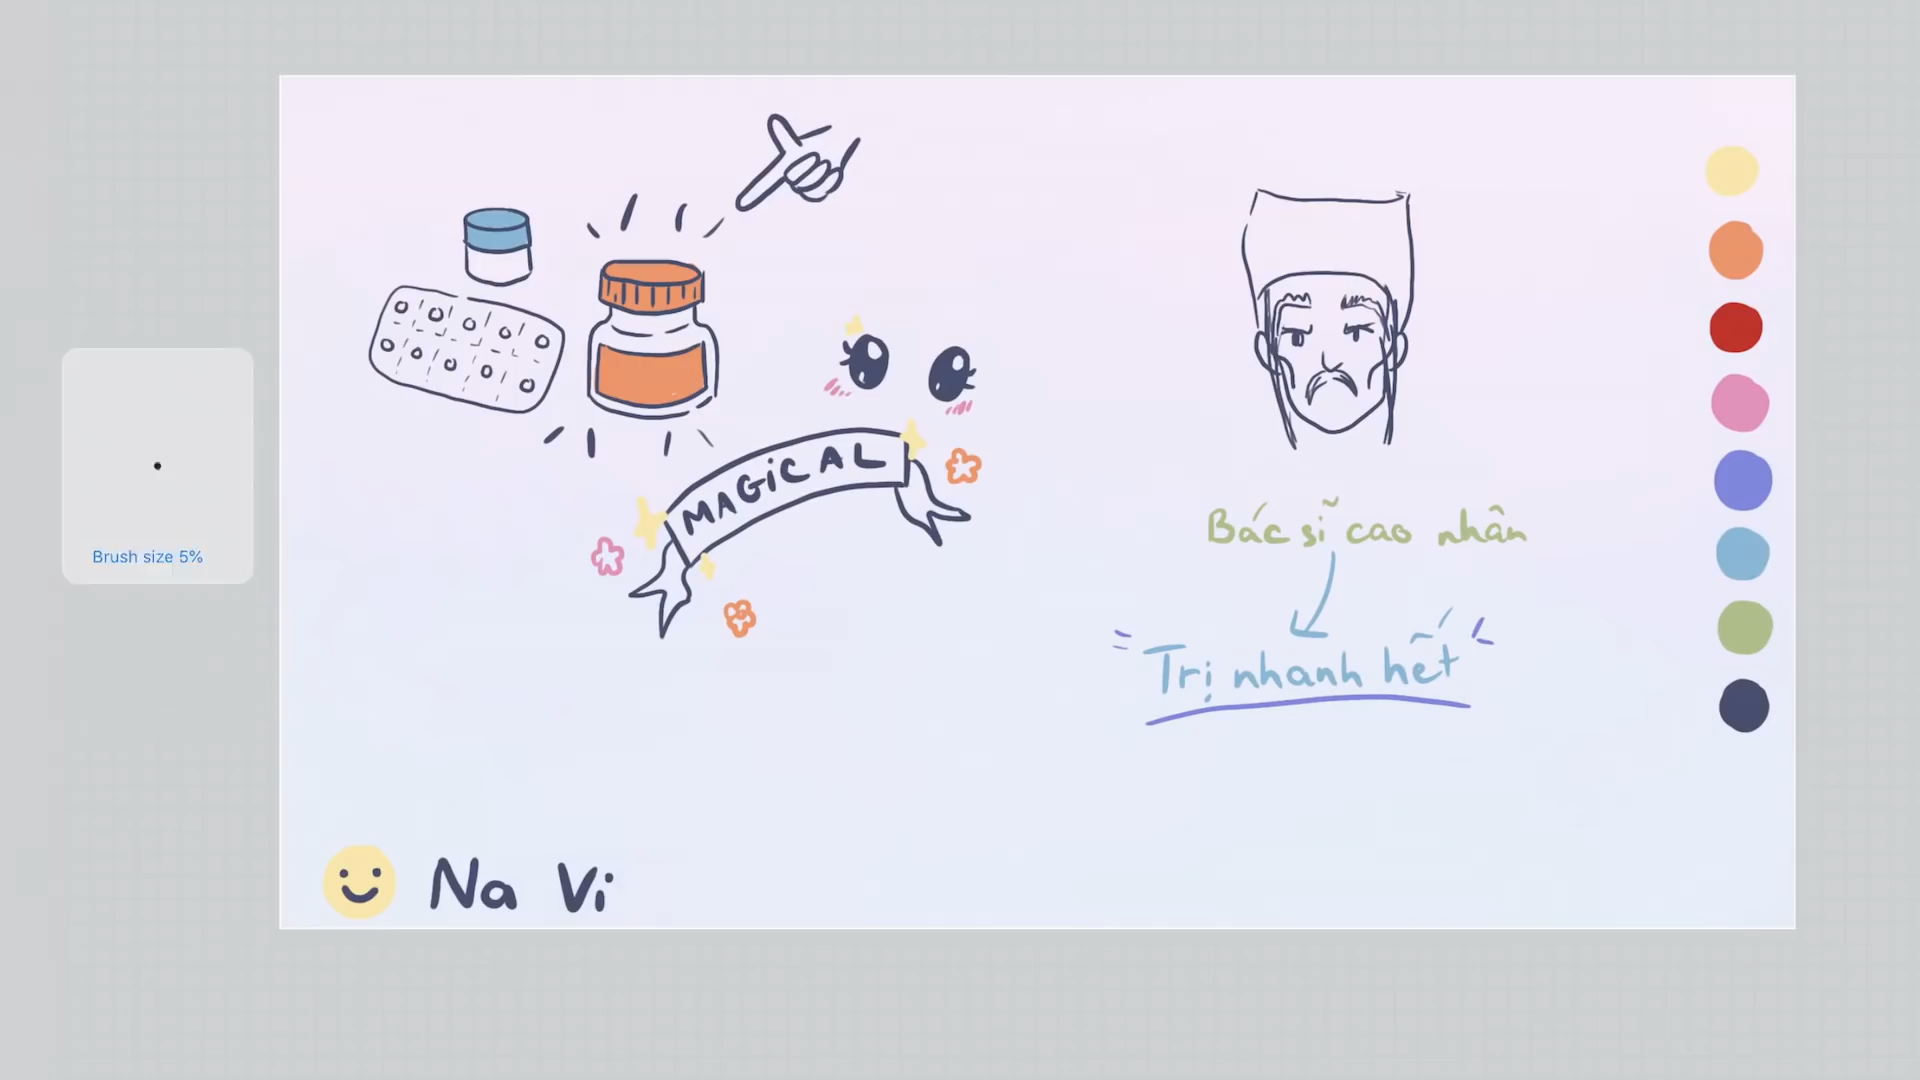 MAGiCAL
Bác sĩ cao nhân
Trị nhanh hết
Brush size 5%
Na Vi